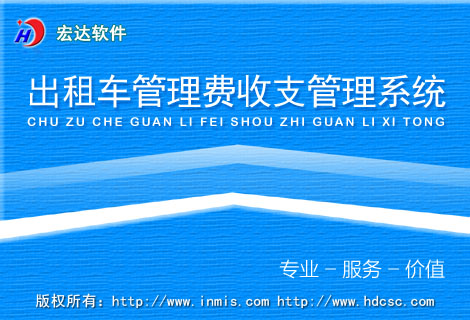 H
宏达软件
出租车管理费收支管理系统
CHU ZU CHE GUAN LI FEI SHOU ZHI GUAN LI XI TONG
专业 – 服务 – 价值
版权所有：http://www.inmis.com http://www.hdcsc.com